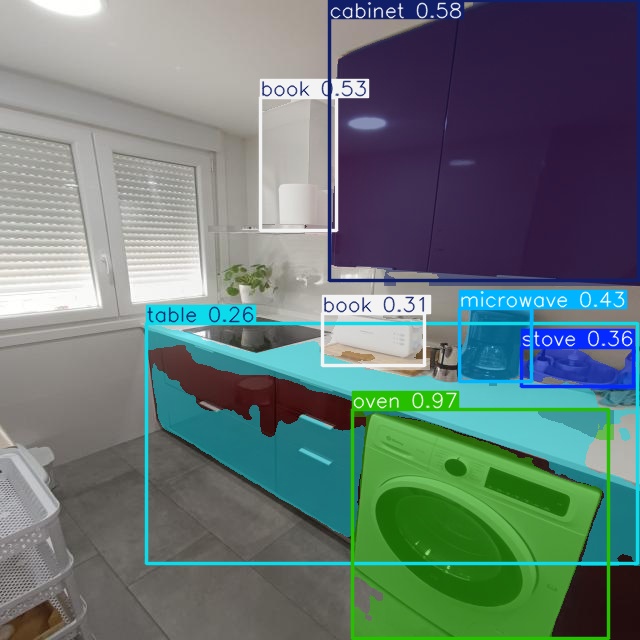 cabinet 0.58
book 0.53
book 0.31
microwave 0.43
table 0.26
stove 0.36
oven 0.97